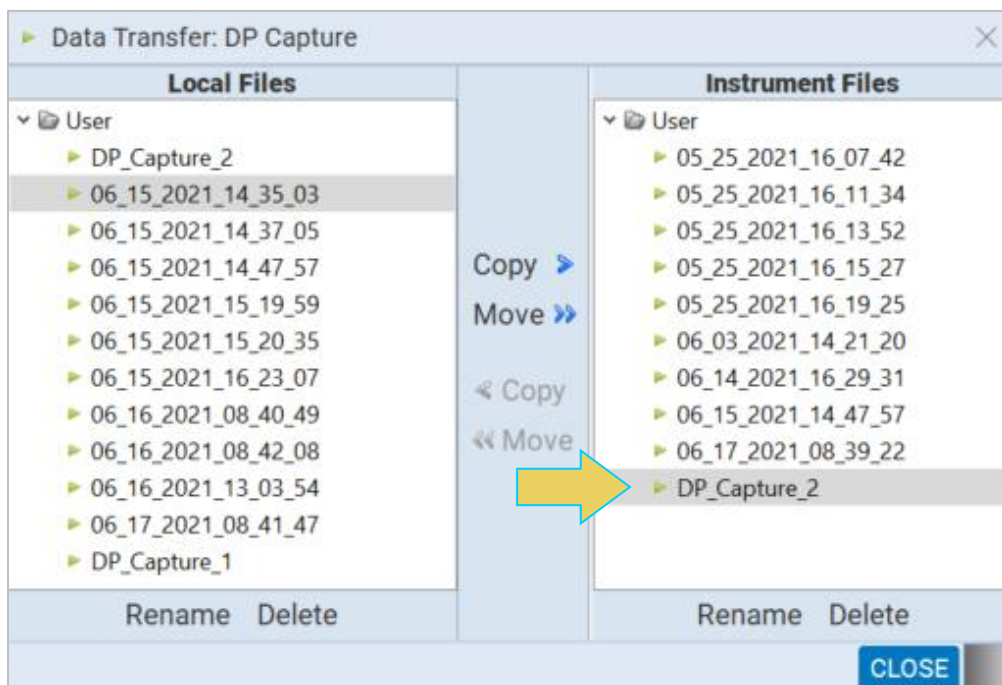 Data Transfer: DP Capture
Local Files
User
DP_Capture_2
06_15_2021_14_35_03
06_15_2021_14_37_05
06_15_2021_14_47_57
06_15_2021_15_19_59
06_15_2021_15_20_35
06_15_2021_16_23_07
06_16_2021_08_40_49
06_16_2021_08_42_08
06_16_2021_13_03_54
06_17_2021_08_41_47
DP_Capture_1
Rename Delete
Copy
Move
Copy
Move
Instrument Files
User
05_25_2021_16_07_42
05_25_2021_16_11_34
05_25_2021_16_13_52
05_25_2021_16_15_27
05_25_2021_16_19_25
06_03_2021_14_21_20
06_14_2021_16_29_31
06_15_2021_14_47_57
06_17_2021_08_39_22
DP_Capture_2
Rename Delete
CLOSE